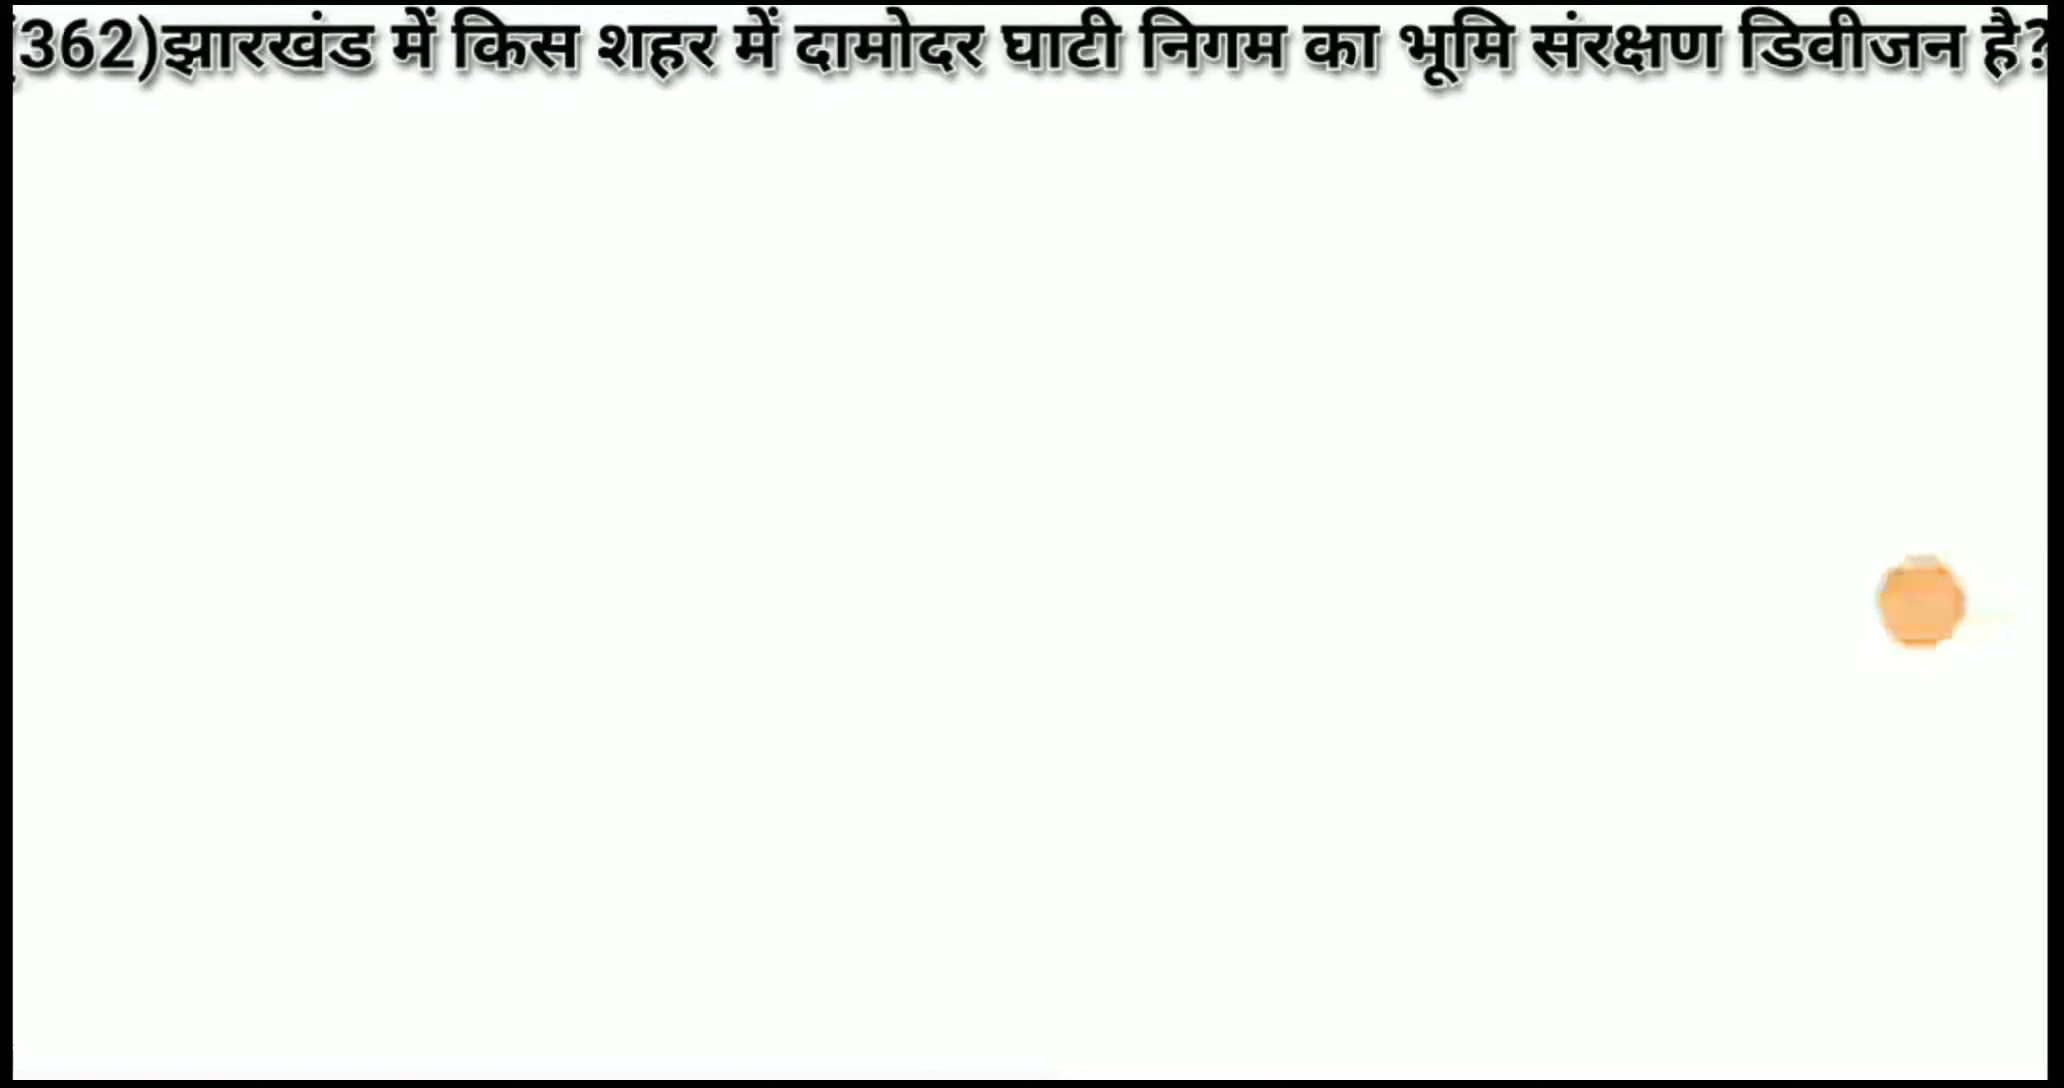 (362)झारखंड में किस शहर में दामोदर घाटी निगम का भूमि संरक्षण डिवीजन है?